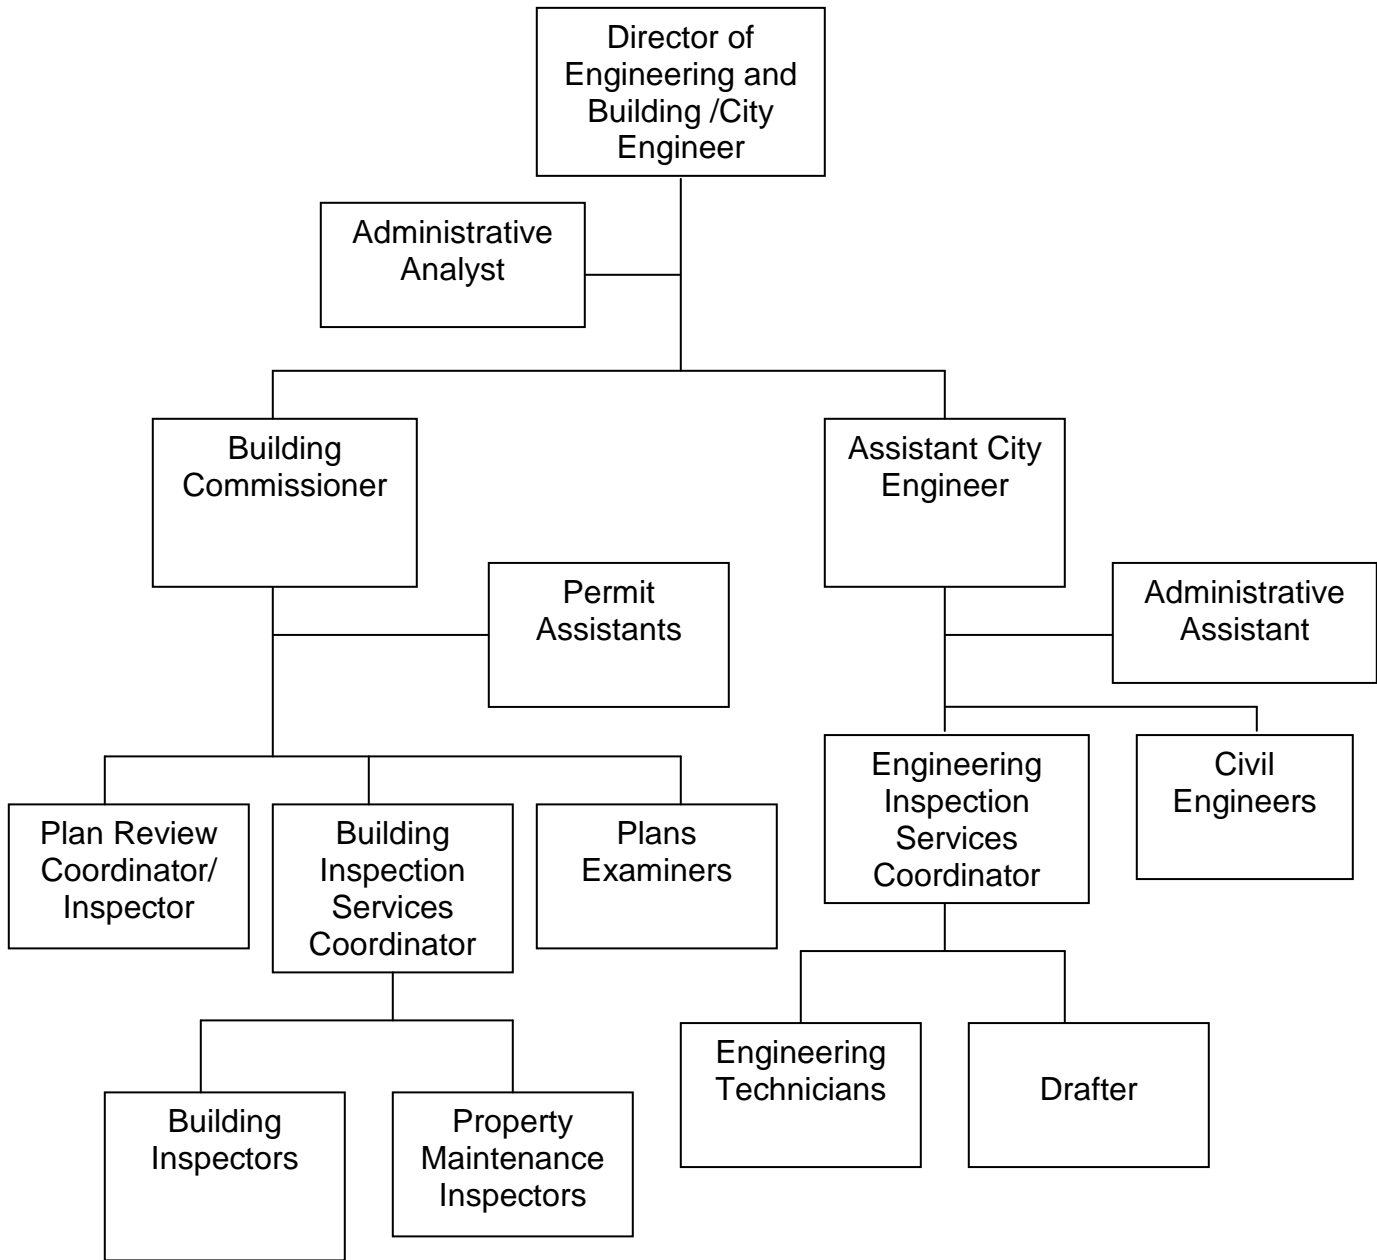 Director of
Engineering and
Building /City
Engineer
Administrative
Analyst
Building
Commissioner
Assistant City
Engineer
Permit
Assistants
Administrative
Assistant
Plan Review
Coordinator/
Inspector
Building
Inspection
Services
Coordinator
Plans
Examiners
Engineering
Inspection
Services
Coordinator
Civil
Engineers
Building
Inspectors
Property
Maintenance
Inspectors
Engineering
Technicians
Drafter